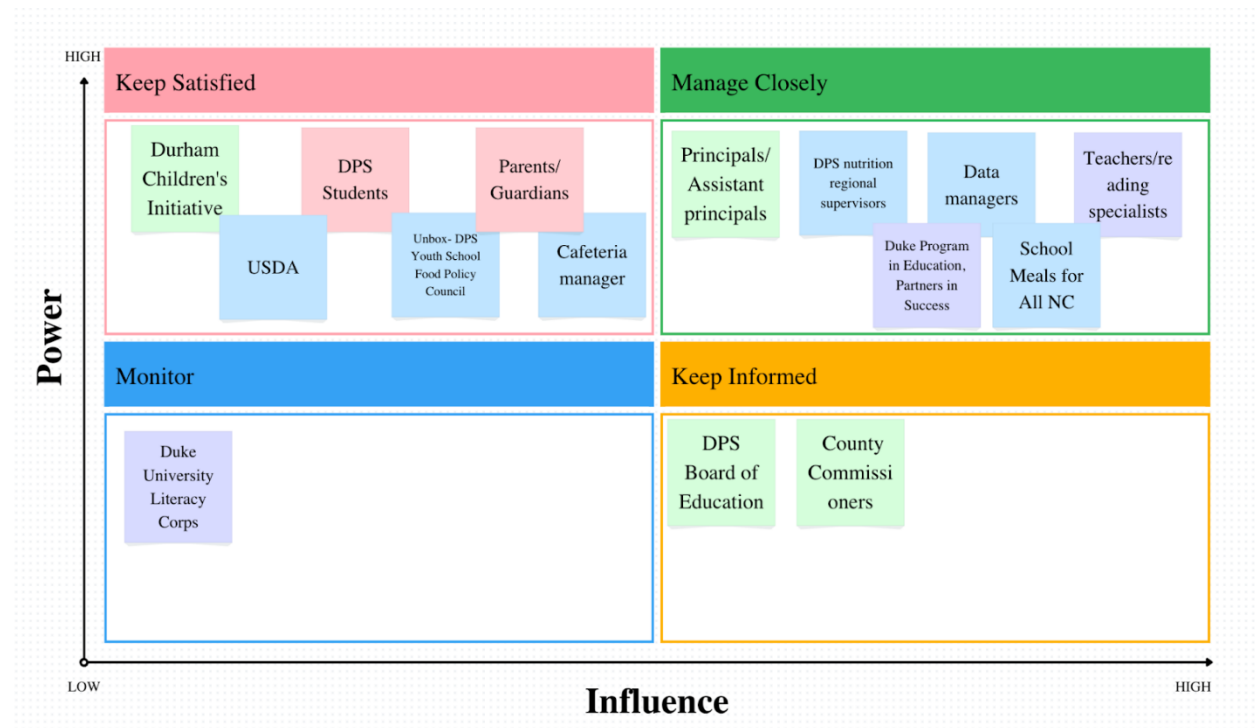 HIGH
Keep Satisfied
Manage Closely
Durham
Children's
Initiative
DPS
Students
Parents/
Guardians
USDA
Unbox- DPS
Youth School
Food Policy
Council
Cafeteria
manager
Principals/
Assistant
principals
DPS nutrition
regional
supervisors
Data
managers
Teachers/re
ading
specialists
Duke Program
in Education,
Partners in
Success
School
Meals for
All NC
Power
Monitor
Keep Informed
Duke
University
Literacy
Corps
DPS
Board of
Education
County
Commissi
oners
LOW
Influence
HIGH